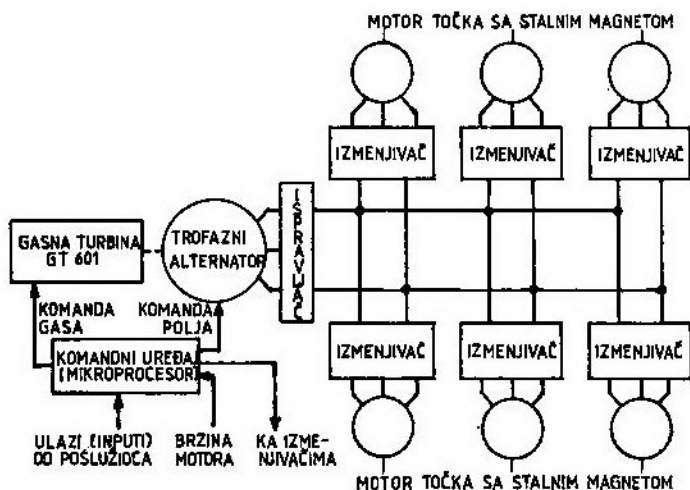 MOTOR TOČKA SA STALNIM MAGNETOM
IZMENJIVAČ
IZMENJIVAČ
IZMENJIVAČ
GASNA TURBINA
GT 601
TROFAZNI
ALTERNATOR
ISPRAVLJAČ
KOMANDA
GASA
KOMANDA
POLJA
KOMANDNI UREĐA
(MIKROPROCESOR)
IZMENJIVAČ
IZMENJIVAČ
IZMENJIVAČ
ULAZI (INPUTI)
OD POSLUŽIOCA
BRZINA
MOTORA
KA IZME-
NJIVAČIMA
MOTOR TOČKA SA STALNIM MAGNETOM